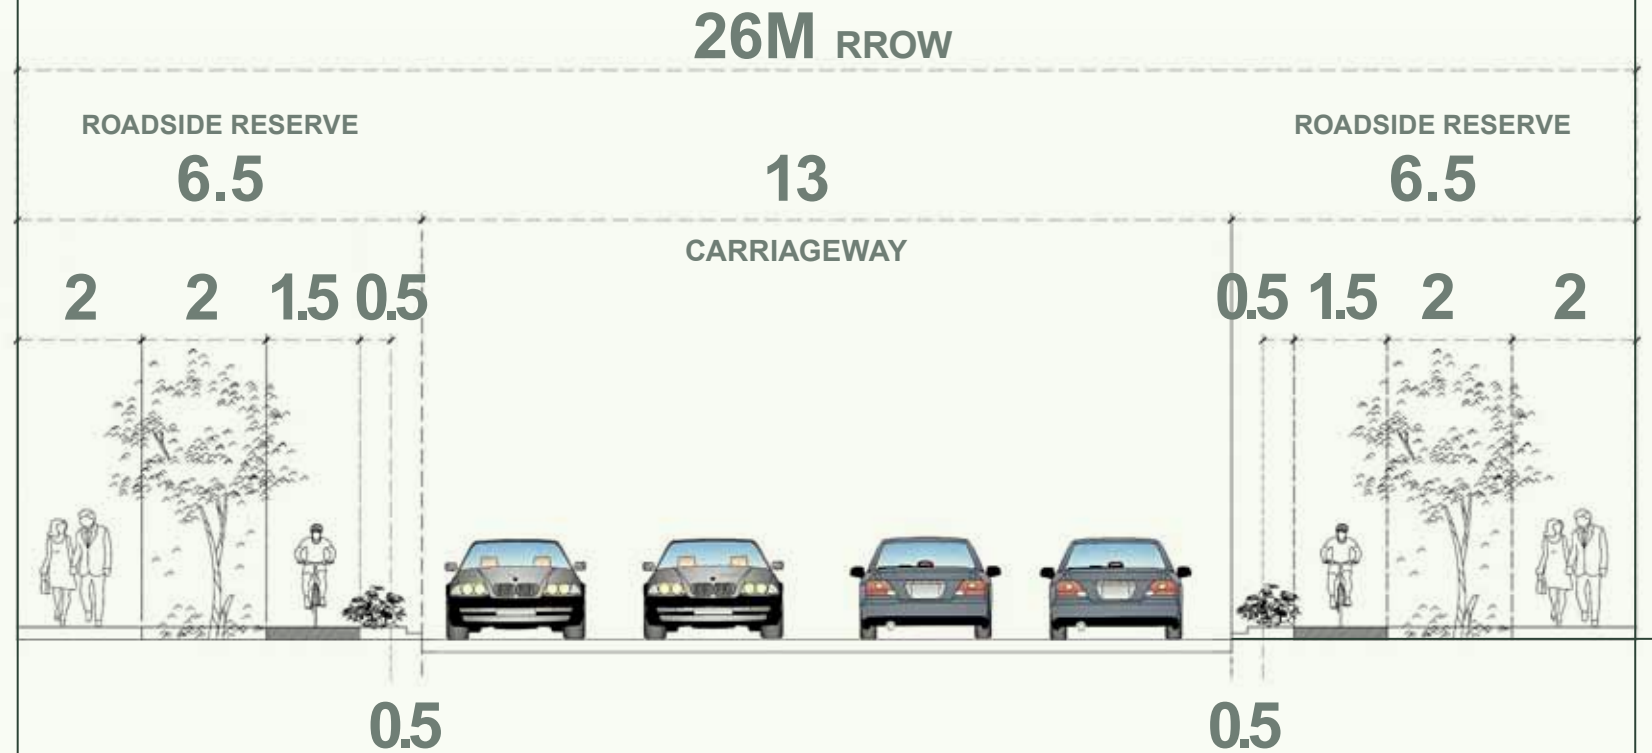 26M RROW
ROADSIDE RESERVE ROADSIDE RESERVE
6.5 13 6.5
CARRIAGEWAY
2 2 1.5 0.5 0.5 1.5 2 2
0.5 0.5